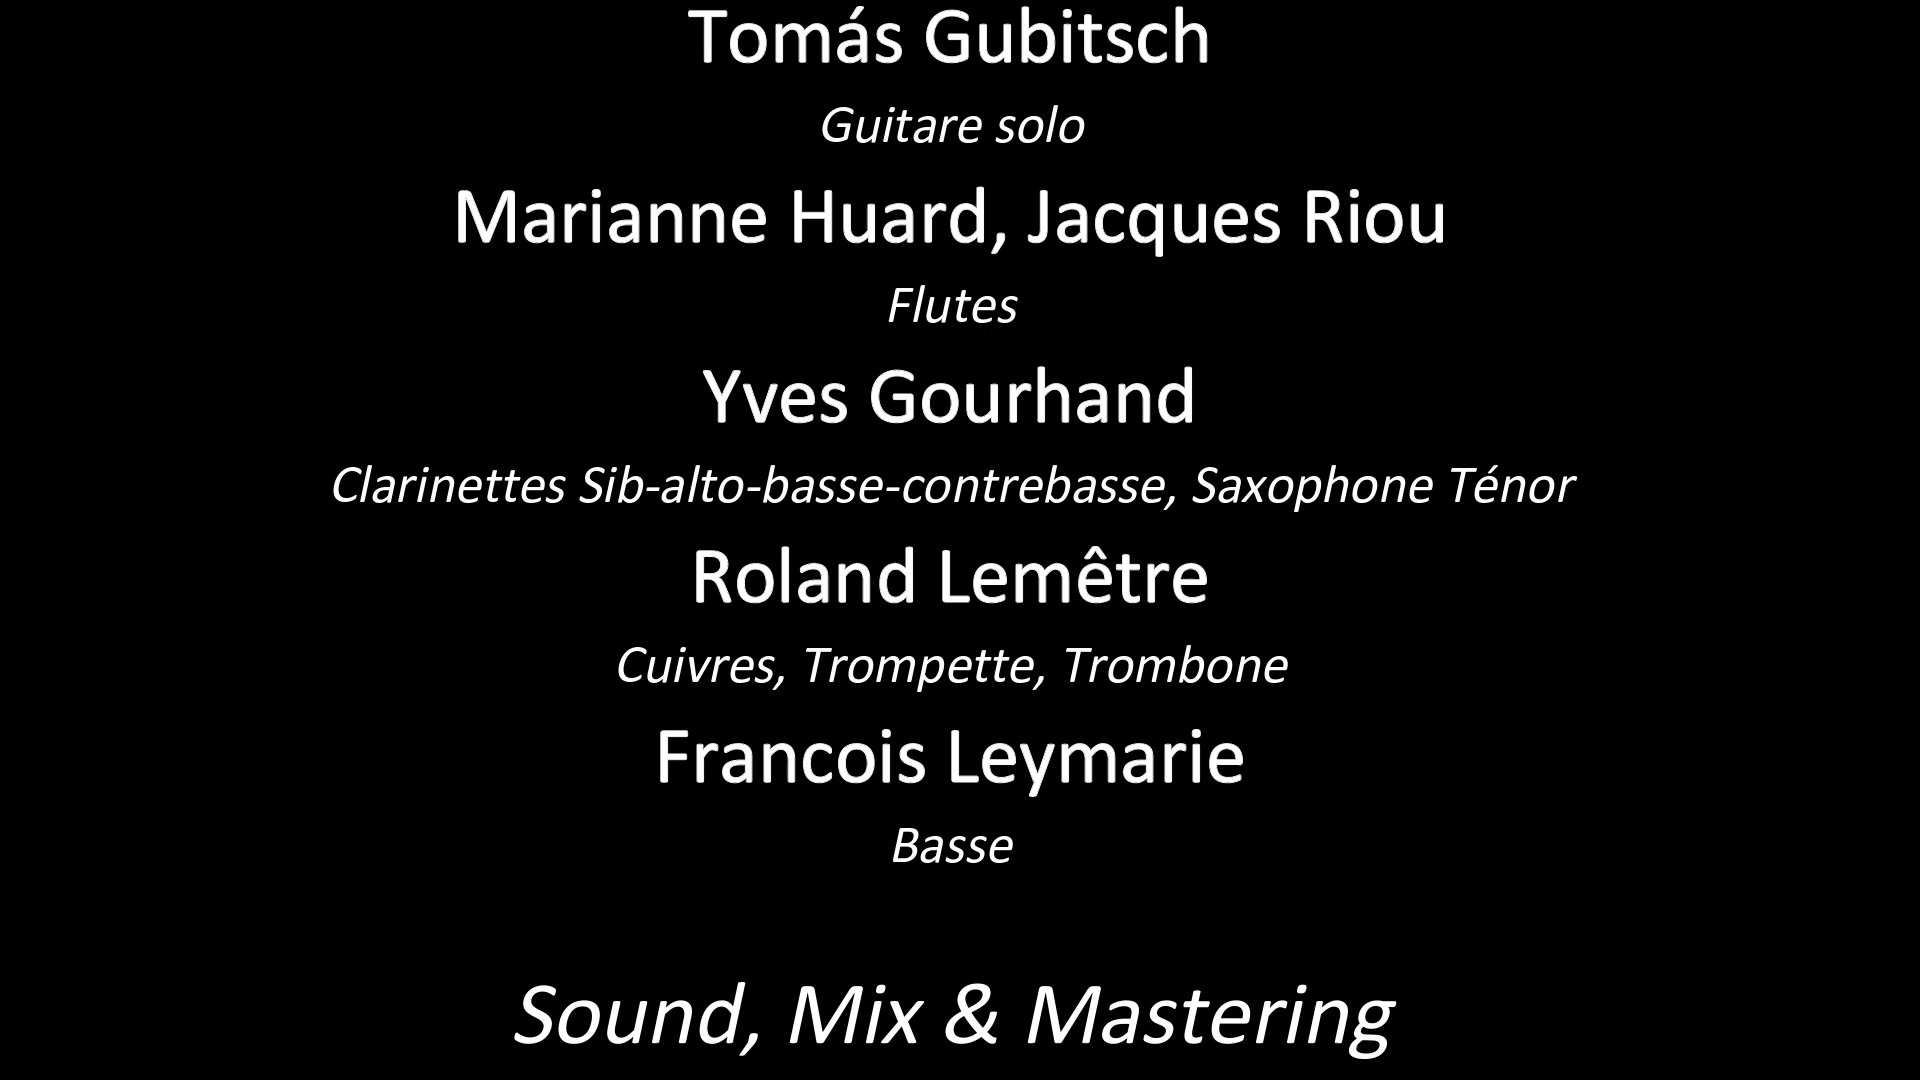 Tomás Gubitsch
Guitare solo
Marianne Huard, Jacques Riou
Flutes
Yves Gourhand
Clarinettes Sib-alto-basse-contrebasse, Saxophone Ténor
Roland Lemêtre
Cuivres, Trompette, Trombone
Francois Leymarie
Basse
Sound, Mix & Mastering